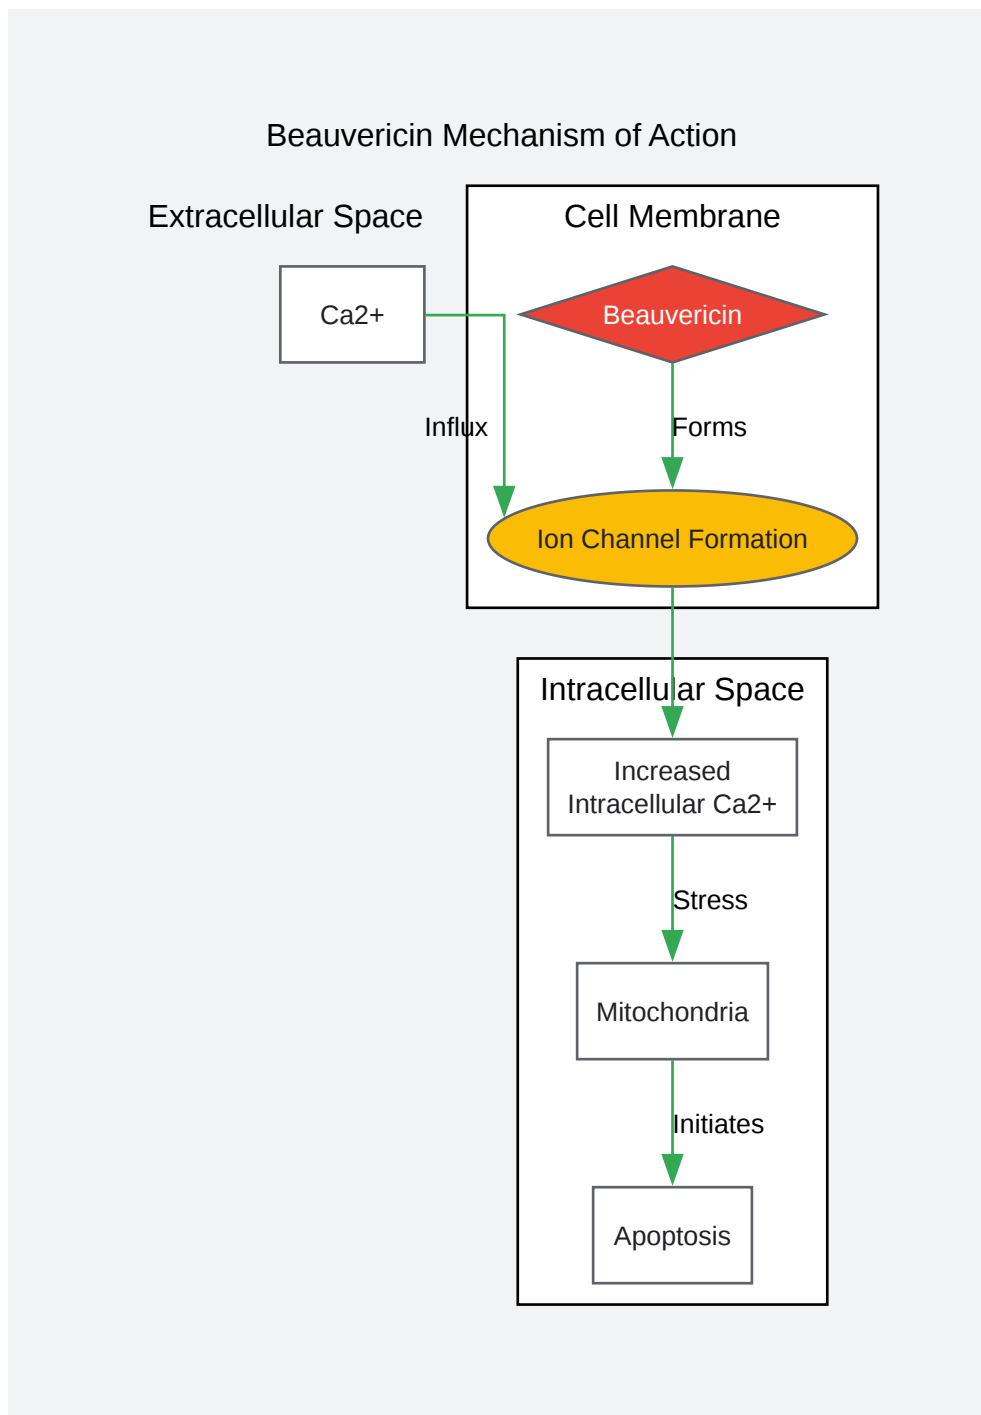 Beauvericin Mechanism of Action
Extracellular Space
Cell Membrane
Ca2+
Beauvericin
Influx
Forms
Ion Channel Formation
Intracellular Space
Increased
Intracellular Ca2+
Stress
Mitochondria
Initiates
Apoptosis